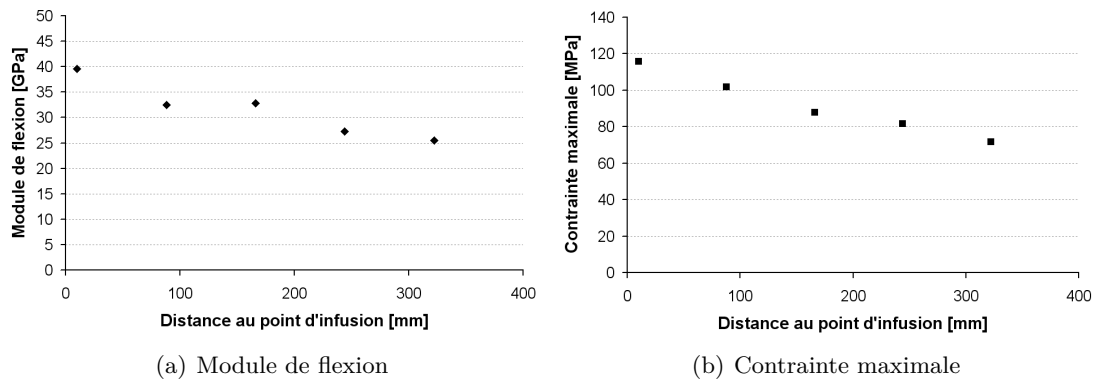 50
45
40
35
30
25
20
15
10
5
0
Module de flexion [GPa]
0 100 200 300 400
Distance au point d'infusion [mm]
(a) Module de flexion
140
120
100
80
60
40
20
0
Contrainte maximale [MPa]
0 100 200 300 400
Distance au point d'infusion [mm]
(b) Contrainte maximale